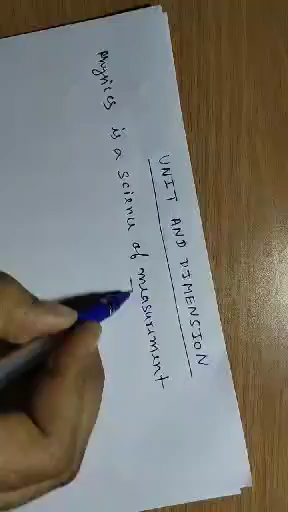 UNIT AND DIMENSION
Physics is a science of measurement